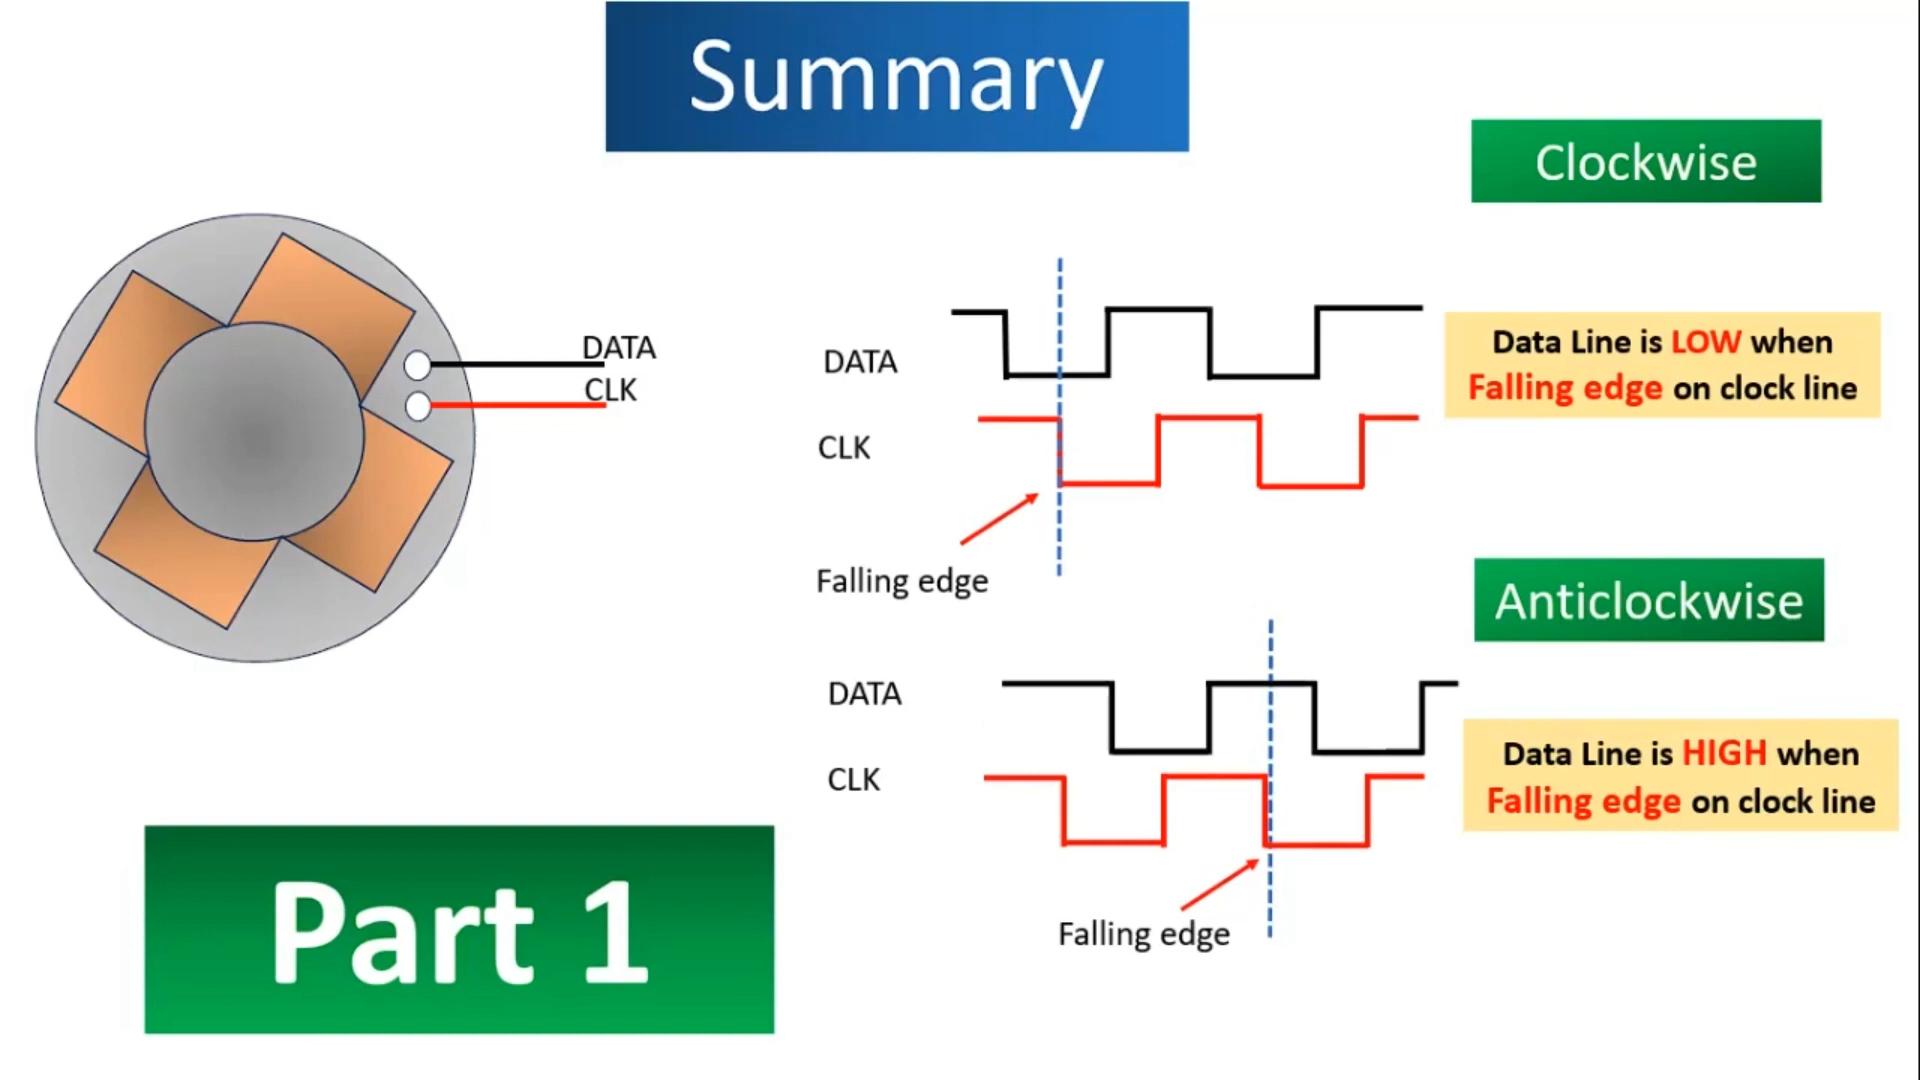 Summary
Clockwise
DATA
CLK
DATA
CLK
Data Line is LOW when
Falling edge on clock line
Falling edge
Anticlockwise
DATA
CLK
Data Line is HIGH when
Falling edge on clock line
Falling edge
Part 1